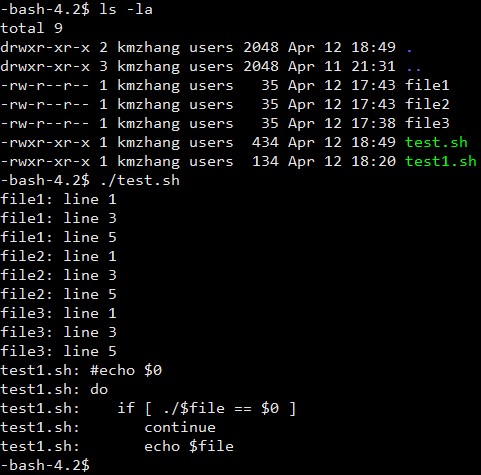 -bash-4.2$ ls -la
total 9
drwxr-xr-x 2 kmzhang users 2048 Apr 12 18:49 .
drwxr-xr-x 3 kmzhang users 2048 Apr 11 21:31 ..
-rw-r--r-- 1 kmzhang users   35 Apr 12 17:43 file1
-rw-r--r-- 1 kmzhang users   35 Apr 12 17:43 file2
-rw-r--r-- 1 kmzhang users   35 Apr 12 17:38 file3
-rwxr-xr-x 1 kmzhang users  434 Apr 12 18:49 test.sh
-rwxr-xr-x 1 kmzhang users  134 Apr 12 18:20 test1.sh
-bash-4.2$ ./test.sh
file1: line 1
file1: line 3
file1: line 5
file2: line 1
file2: line 3
file2: line 5
file3: line 1
file3: line 3
file3: line 5
test1.sh: #echo $0
test1.sh: do
test1.sh:    if [ ./$file == $0 ]
test1.sh:       continue
test1.sh:       echo $file
-bash-4.2$